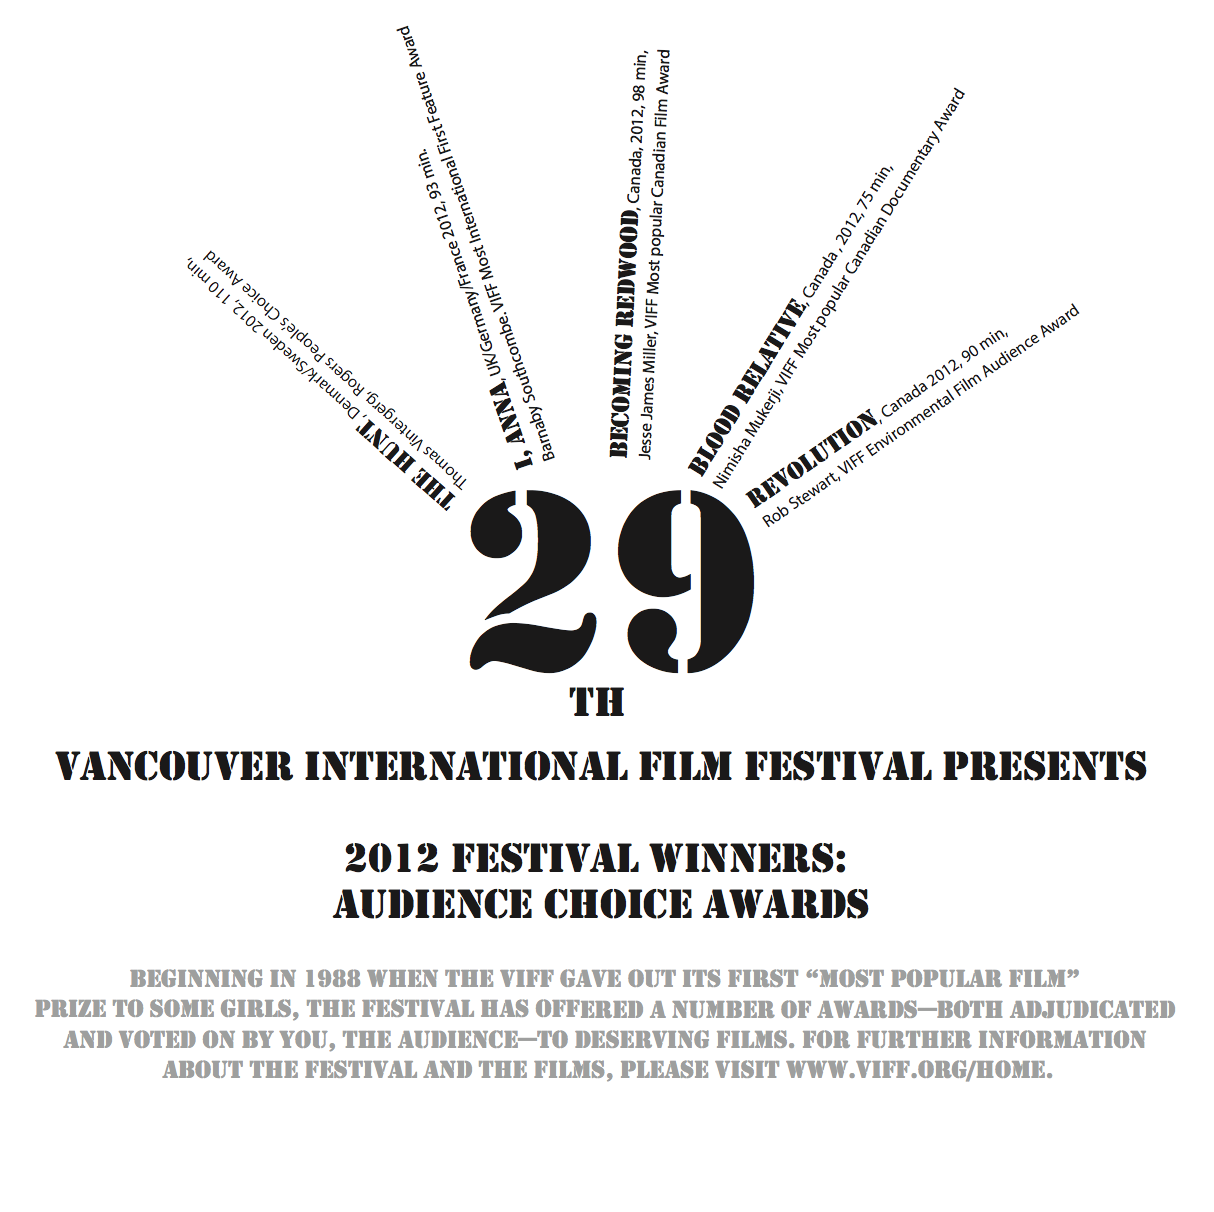 THE HUNT, Denmark/Sweden 2012, 110 min,
Thomas Vintergerg, Rogers People's Choice Award
I, ANNA, UK/Germany/France 2012, 93 min.
Barnaby Southcombe. VIFF Most International First Feature Award
BECOMING REDWOOD, Canada, 2012, 98 min,
Jesse James Miller, VIFF Most popular Canadian Film Award
BLOOD RELATIVE, Canada , 2012, 75 min,
Nimisha Mukerji, VIFF Most popular Canadian Documentary Award
REVOLUTION, Canada 2012, 90 min,
Rob Stewart, VIFF Environmental Film Audience Award
29
TH
VANCOUVER INTERNATIONAL FILM FESTIVAL PRESENTS
2012 FESTIVAL WINNERS:
AUDIENCE CHOICE AWARDS
BEGINNING IN 1988 WHEN THE VIFF GAVE OUT ITS FIRST “MOST POPULAR FILM”
PRIZE TO SOME GIRLS, THE FESTIVAL HAS OFFERED A NUMBER OF AWARDS—BOTH ADJUDICATED
AND VOTED ON BY YOU, THE AUDIENCE—TO DESERVING FILMS. FOR FURTHER INFORMATION
ABOUT THE FESTIVAL AND THE FILMS, PLEASE VISIT WWW.VIFF.ORG/HOME.